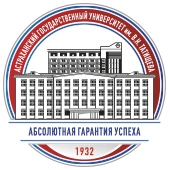 АСТРАХАНСКИЙ ГОСУДАРСТВЕННЫЙ УНИВЕРСИТЕТ ИМ. В.Н. ТАТИЩЕВА
АБСОЛЮТНАЯ ГАРАНТИЯ УСПЕХА
1932